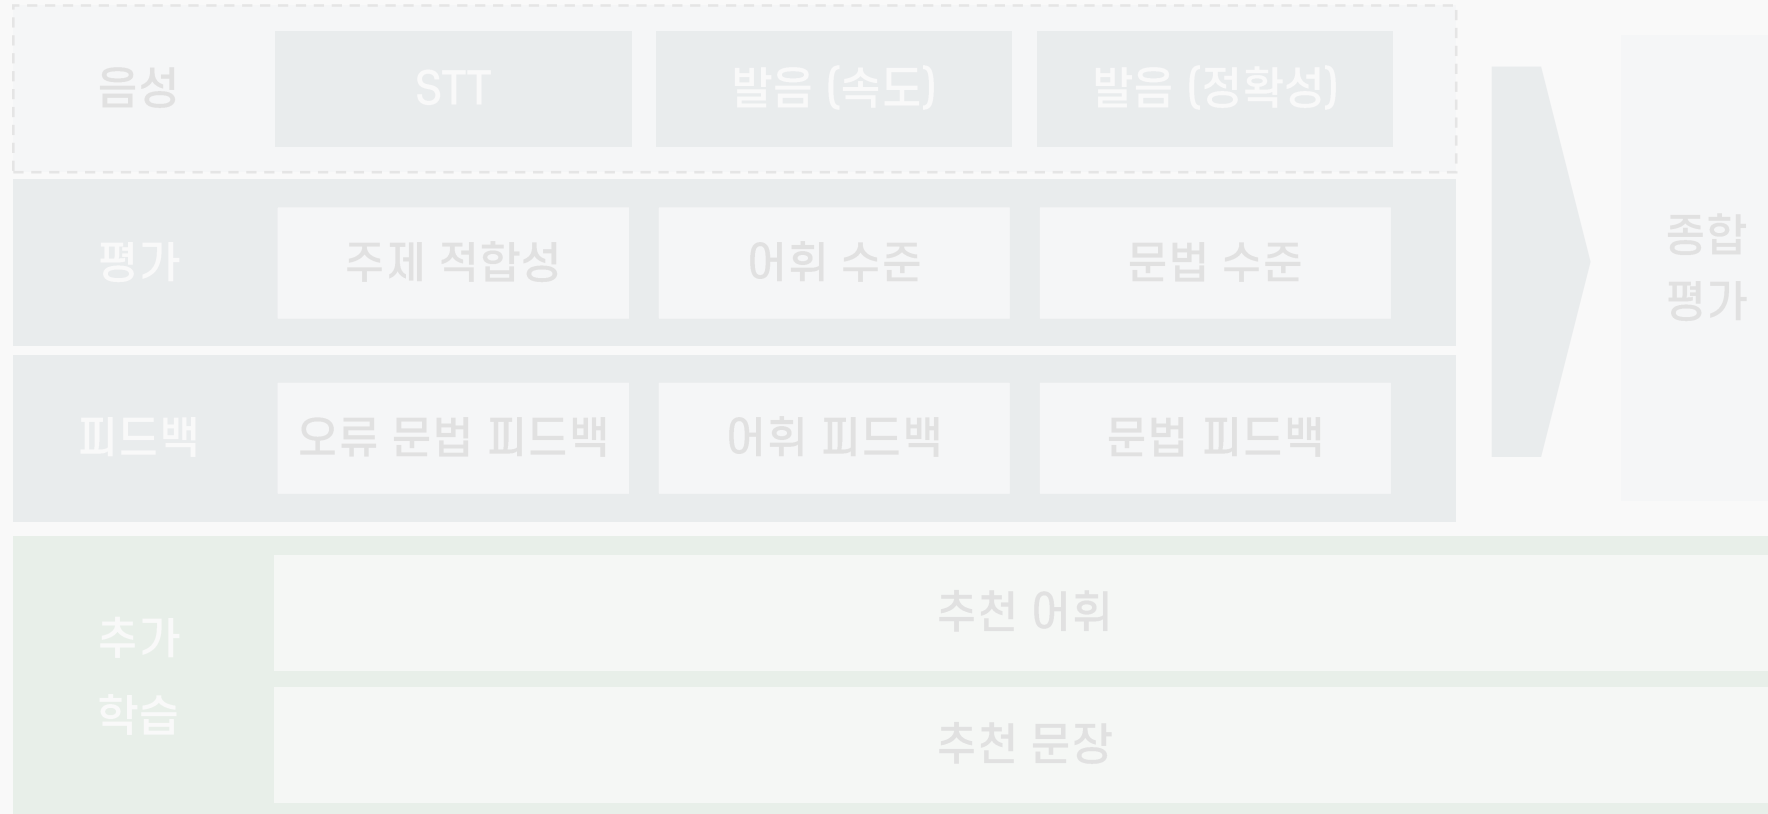 음성
STT
발음 (속도)
발음 (정확성)
평가
주제 적합성
어휘 수준
문법 수준
피드백
오류 문법 피드백
어휘 피드백
문법 피드백
종합
평가
추가
학습
추천 어휘
추천 문장